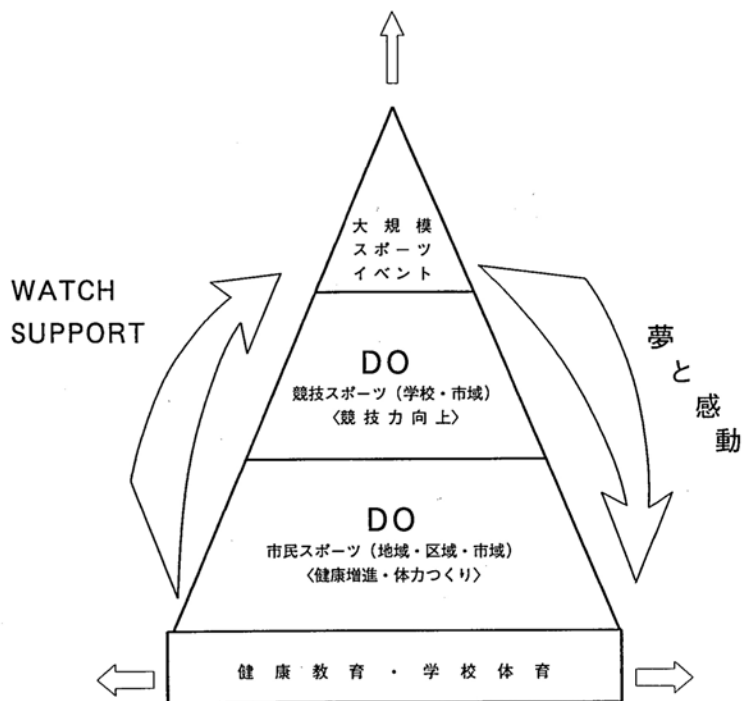 大規模
スポーツ
イベント
WATCH
SUPPORT
夢と感動
DO
競技スポーツ（学校・市域）
〈競技力向上〉
DO
市民スポーツ（地域・区域・市域）
〈健康増進・体力つくり〉
健康教育・学校体育